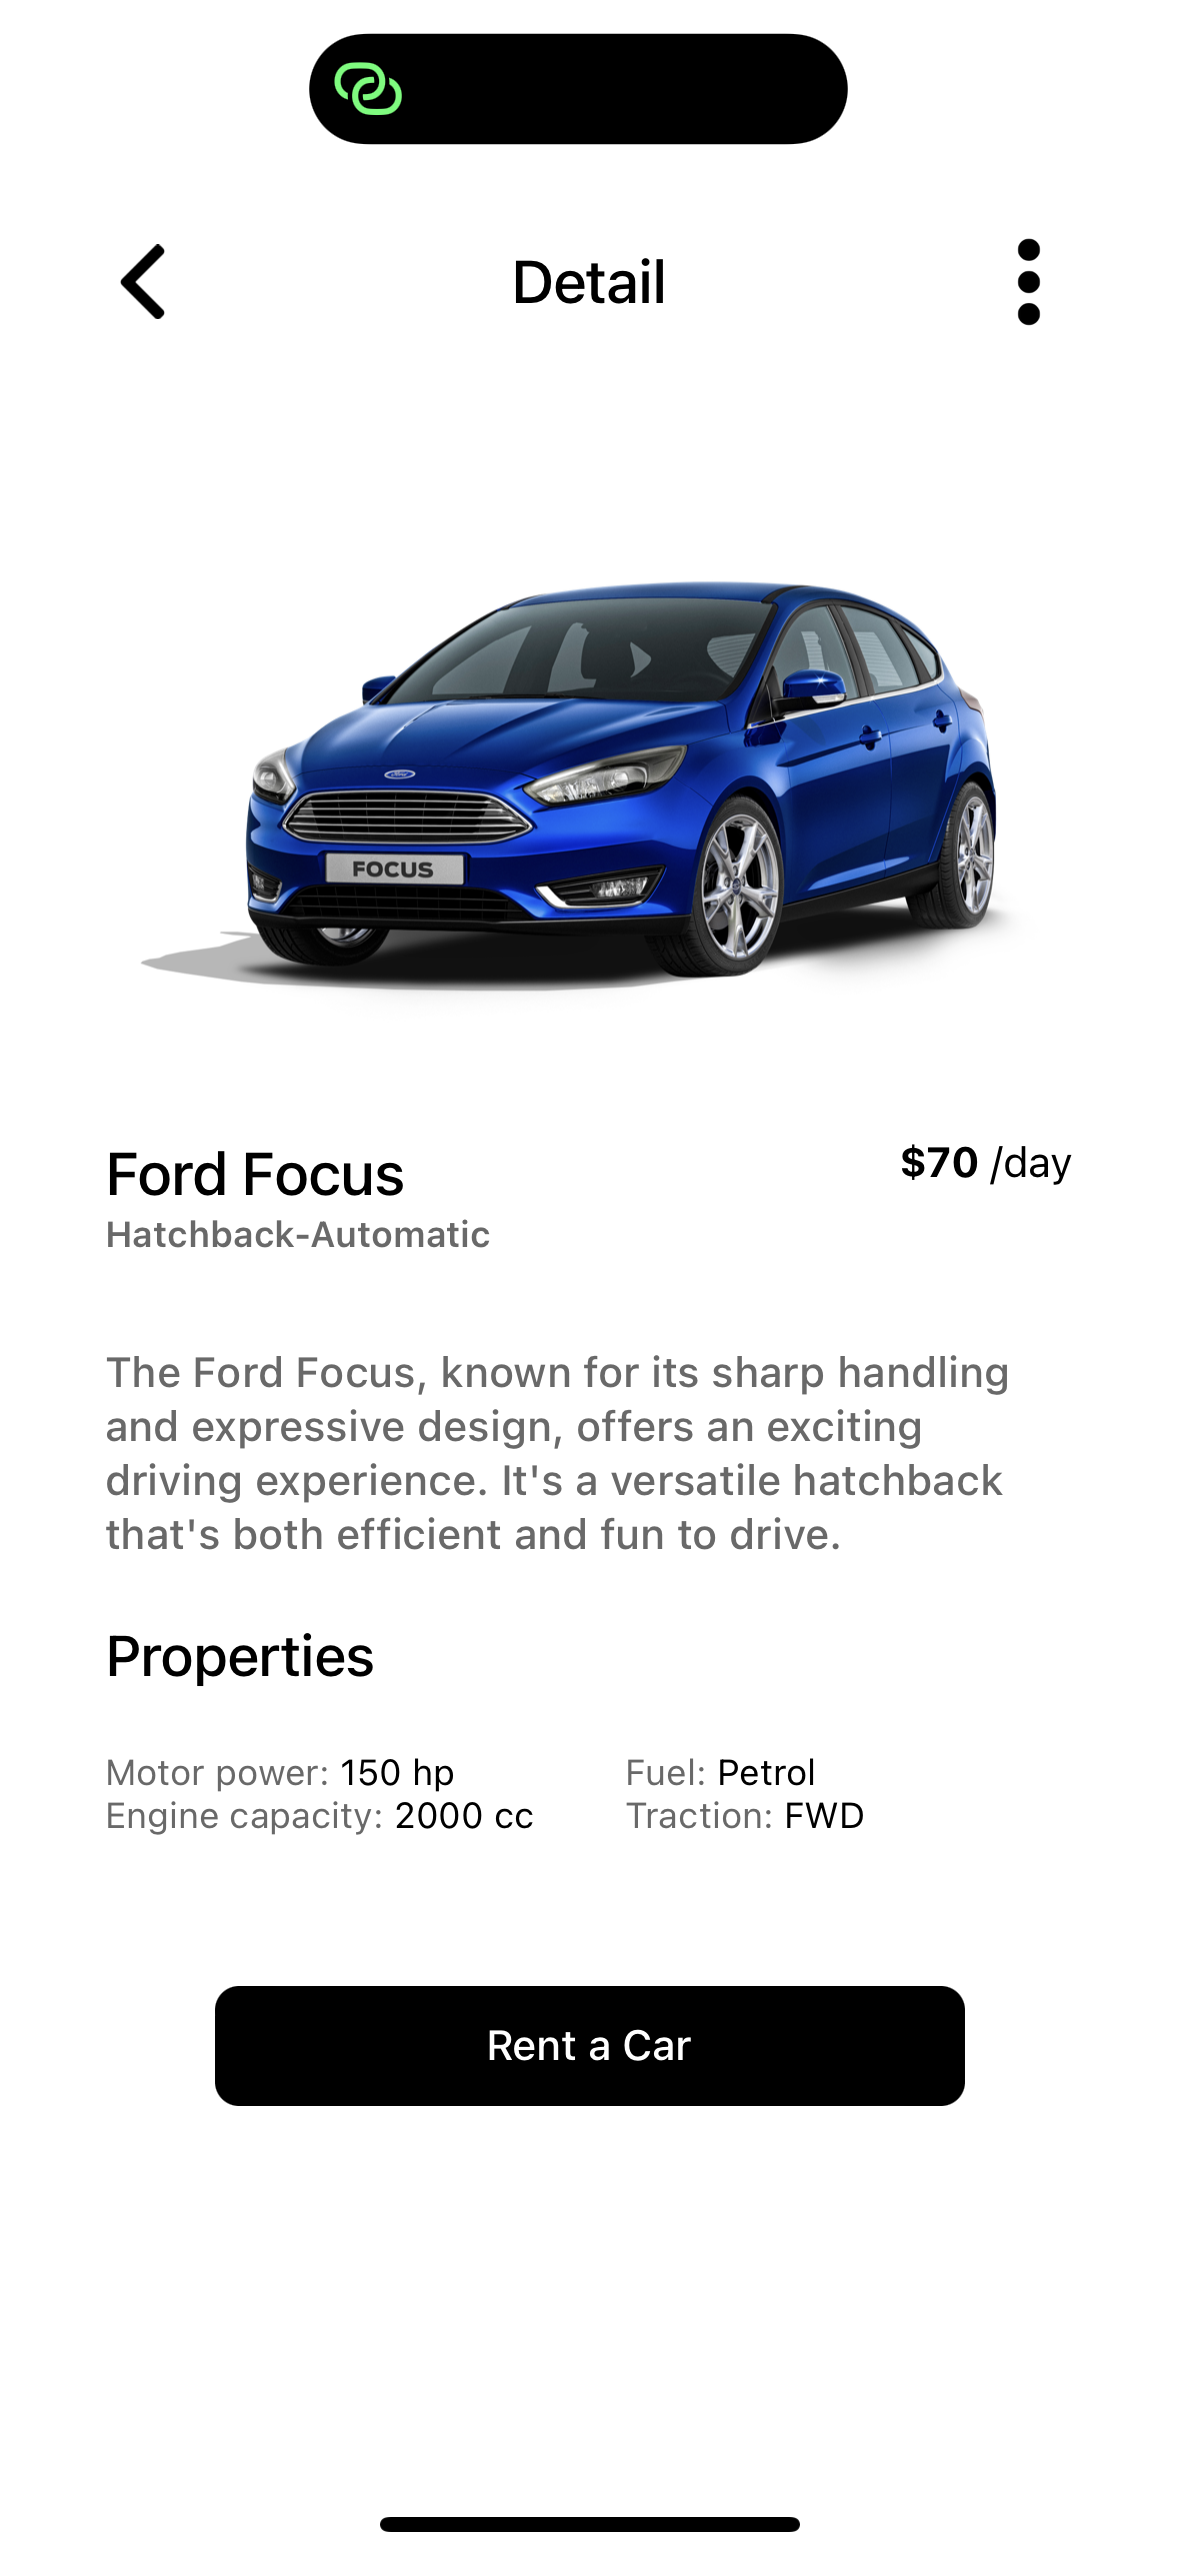 Detail
Ford
FOCUS
Ford Focus
$70 /day
Hatchback-Automatic
The Ford Focus, known for its sharp handling
and expressive design, offers an exciting
driving experience. It's a versatile hatchback
that's both efficient and fun to drive.
Properties
Motor power: 150 hp
Fuel: Petrol
Engine capacity: 2000 cc
Traction: FWD
Rent a Car